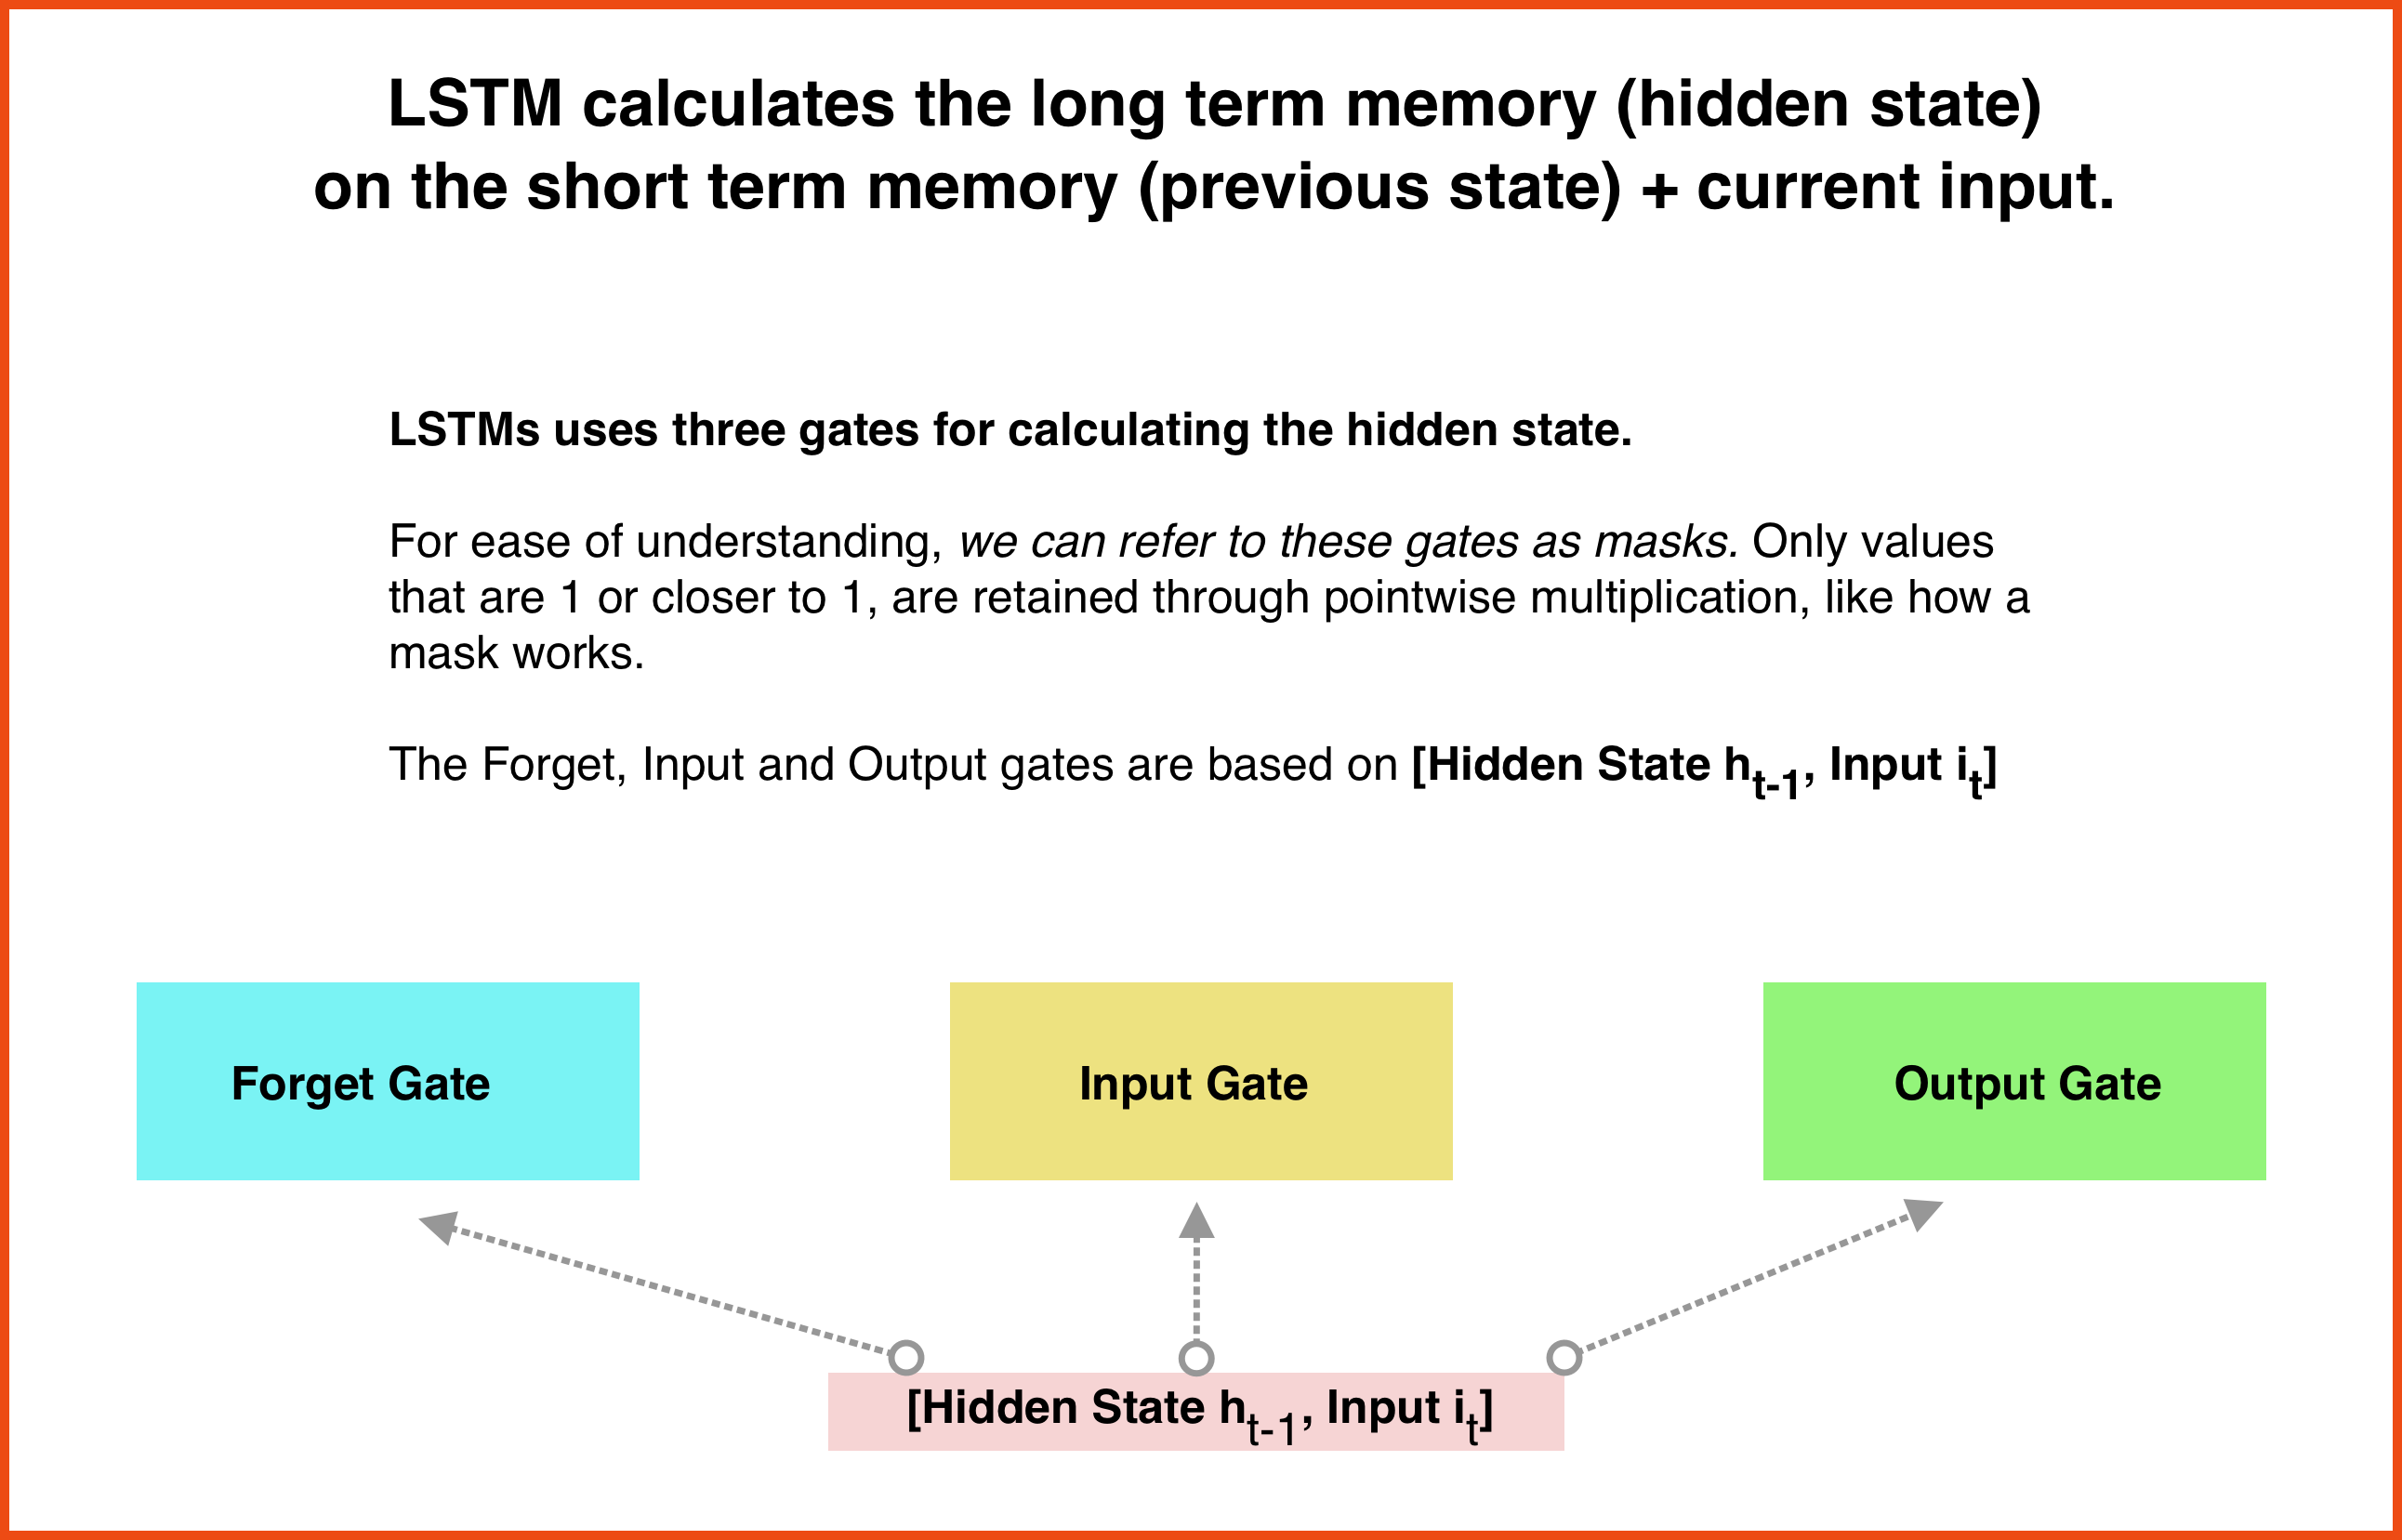 LSTM calculates the long term memory (hidden state)
on the short term memory (previous state) + current input.
LSTMs uses three gates for calculating the hidden state.
For ease of understanding, we can refer to these gates as masks. Only values
that are 1 or closer to 1, are retained through pointwise multiplication, like how a
mask works.
The Forget, Input and Output gates are based on [Hidden State h_{t-1}, Input i_t]
Forget Gate
Input Gate
Output Gate
[Hidden State h_{t-1}, Input i_t]